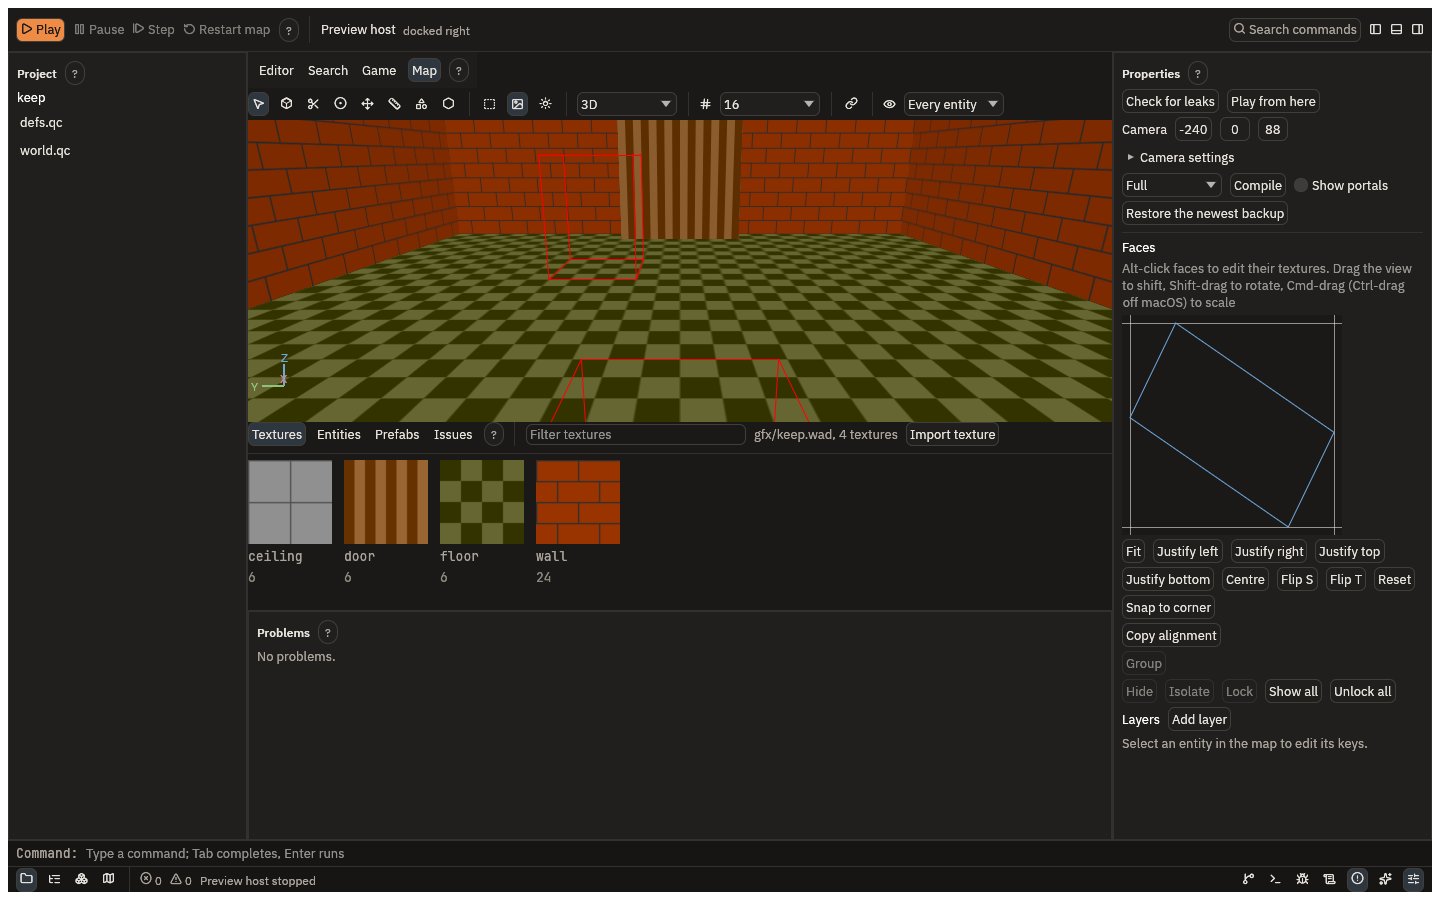 Play Pause Step Restart map ? Preview host docked right Search commands
Project ?
keep
defs.qc
world.qc
Editor Search Game Map ?
3D # 16 Every entity
Z
Y X
Textures Entities Prefabs Issues ? Filter textures gfx/keep.wad, 4 textures Import texture
ceiling door floor wall
6 6 6 24
Problems ?
No problems.
Properties ?
Check for leaks Play from here
Camera -240 0 88
Camera settings
Full Compile Show portals
Restore the newest backup
Faces
Alt-click faces to edit their textures. Drag the view
to shift, Shift-drag to rotate, Cmd-drag (Ctrl-drag
off macOS) to scale
Fit Justify left Justify right Justify top
Justify bottom Centre Flip S Flip T Reset
Snap to corner
Copy alignment
Group
Hide Isolate Lock Show all Unlock all
Layers Add layer
Select an entity in the map to edit its keys.
Command: Type a command; Tab completes, Enter runs
0 0 Preview host stopped